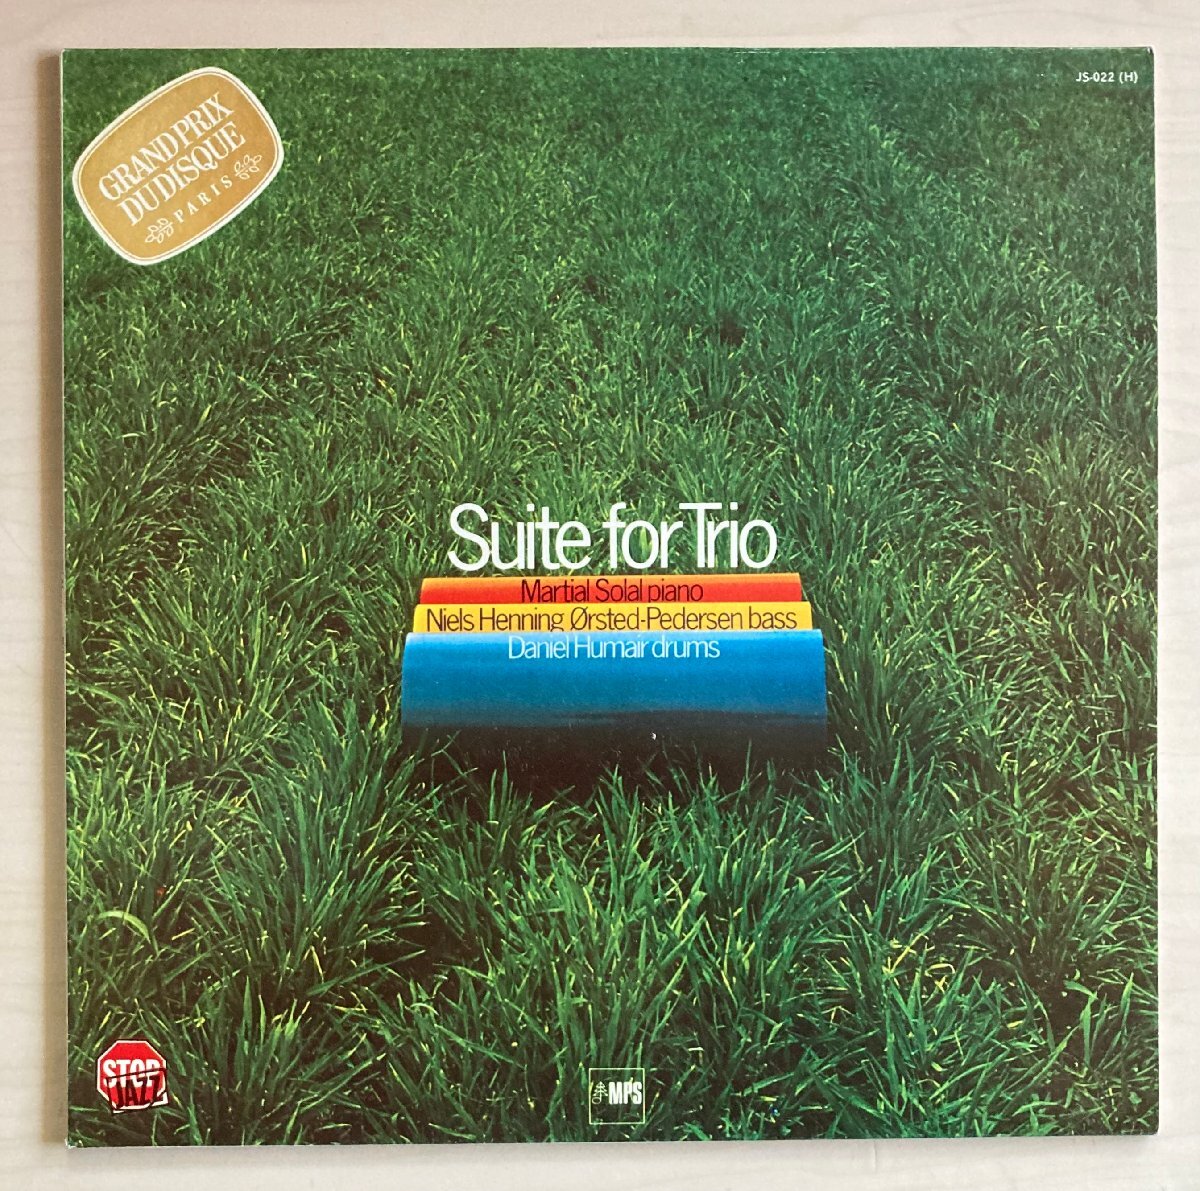 JS-022 (H)
GRAND PRIX
DU DISQUE
PARIS
Suite for Trio
Martial Solal piano
Niels Henning Ørsted-Pedersen bass
Daniel Humair drums
STOP
JAZZ
MPS